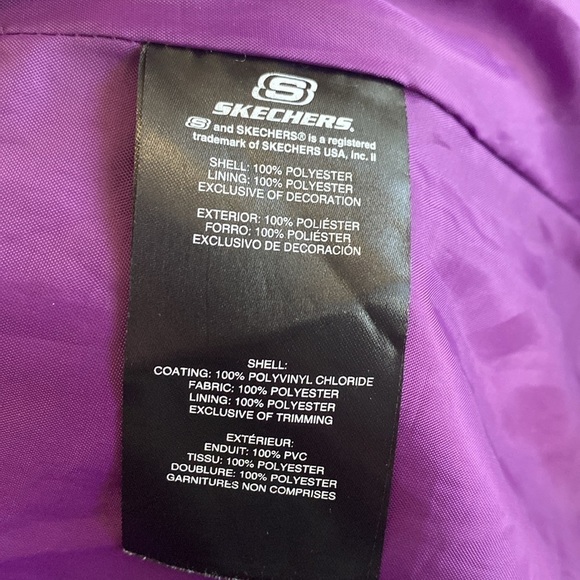 S
SKECHERS.
S and SKECHERS® is a registered
trademark of SKECHERS USA, Inc. II
SHELL: 100% POLYESTER
LINING: 100% POLYESTER
EXCLUSIVE OF DECORATION
EXTERIOR: 100% POLIÉSTER
FORRO: 100% POLIÉSTER
EXCLUSIVO DE DECORACIÓN
SHELL:
COATING: 100% POLYVINYL CHLORIDE
FABRIC: 100% POLYESTER
LINING: 100% POLYESTER
EXCLUSIVE OF TRIMMING
EXTÉRIEUR:
ENDUIT: 100% PVC
TISSU: 100% POLYESTER
DOUBLURE: 100% POLYESTER
GARNITURES NON COMPRISES